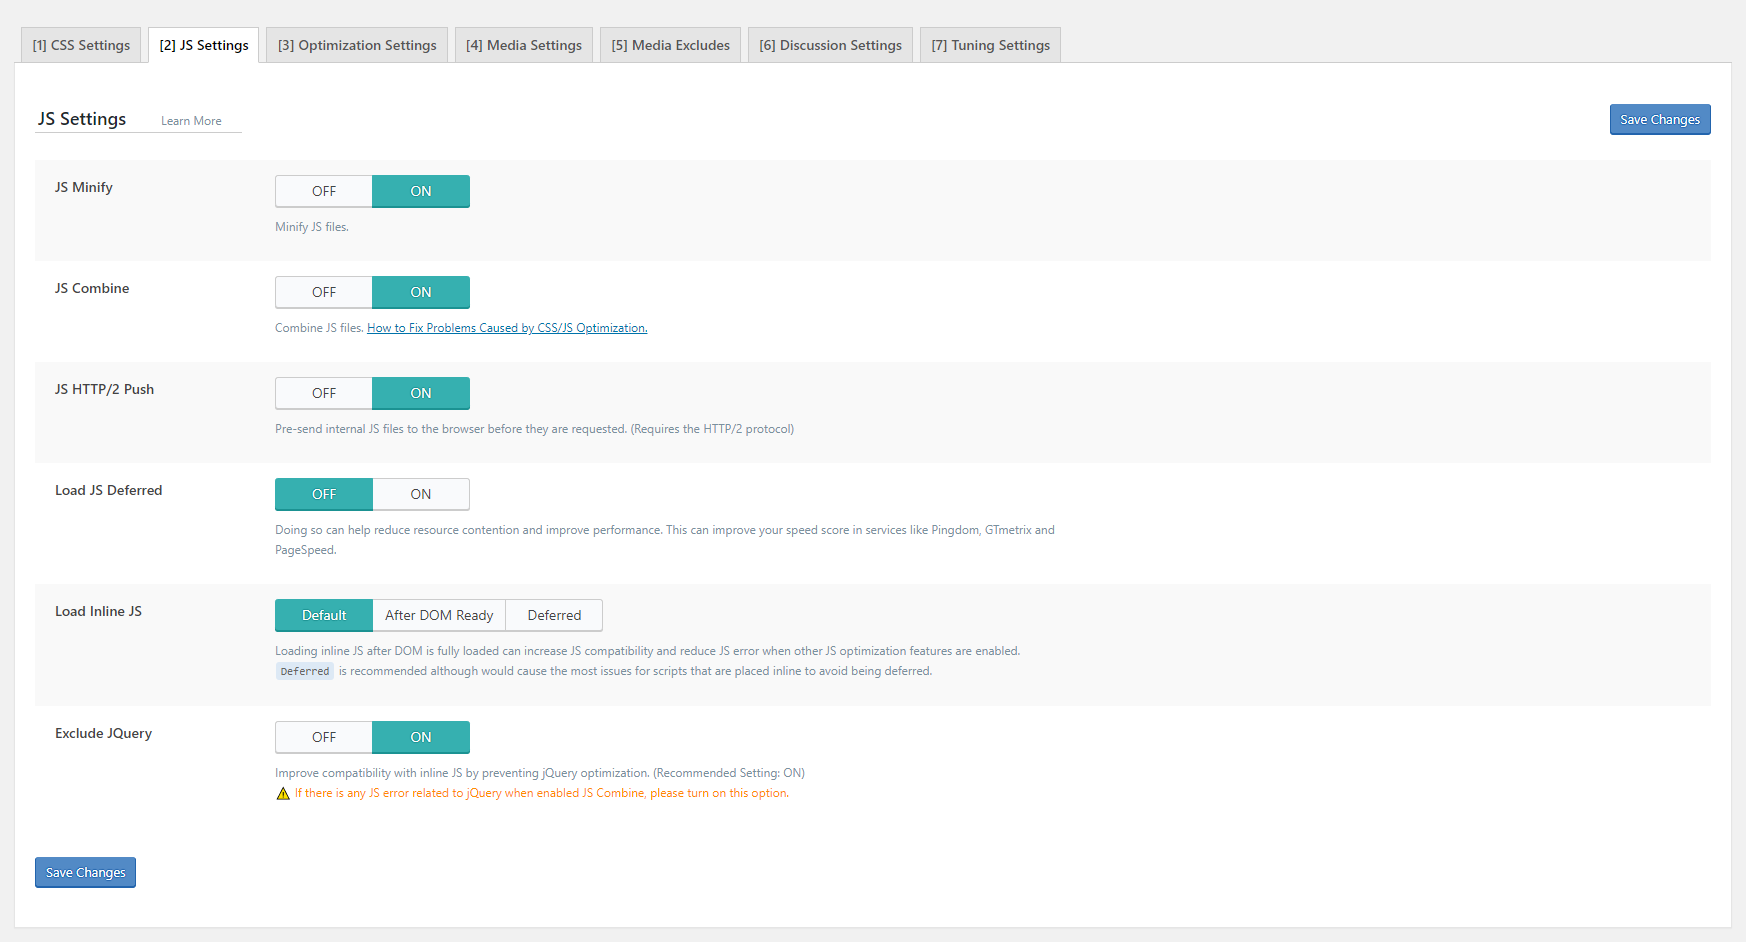 [1] CSS Settings
[2] JS Settings
[3] Optimization Settings
[4] Media Settings
[5] Media Excludes
[6] Discussion Settings
[7] Tuning Settings
JS Settings
Learn More
Save Changes
JS Minify
OFF
ON
Minify JS files.
JS Combine
OFF
ON
Combine JS files. How to Fix Problems Caused by CSS/JS Optimization.
JS HTTP/2 Push
OFF
ON
Pre-send internal JS files to the browser before they are requested. (Requires the HTTP/2 protocol)
Load JS Deferred
OFF
ON
Doing so can help reduce resource contention and improve performance. This can improve your speed score in services like Pingdom, GTmetrix and
PageSpeed.
Load Inline JS
Default
After DOM Ready
Deferred
Loading inline JS after DOM is fully loaded can increase JS compatibility and reduce JS error when other JS optimization features are enabled.
Deferred is recommended although would cause the most issues for scripts that are placed inline to avoid being deferred.
Exclude JQuery
OFF
ON
Improve compatibility with inline JS by preventing jQuery optimization. (Recommended Setting: ON)
If there is any JS error related to jQuery when enabled JS Combine, please turn on this option.
Save Changes